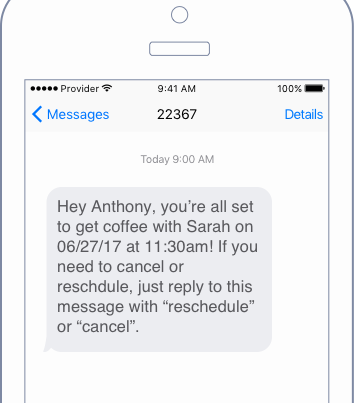 Provider 9:41 AM 100%
Messages 22367 Details
Today 9:00 AM
Hey Anthony, you’re all set
to get coffee with Sarah on
06/27/17 at 11:30am! If you
need to cancel or
reschdule, just reply to this
message with “reschedule”
or “cancel”.